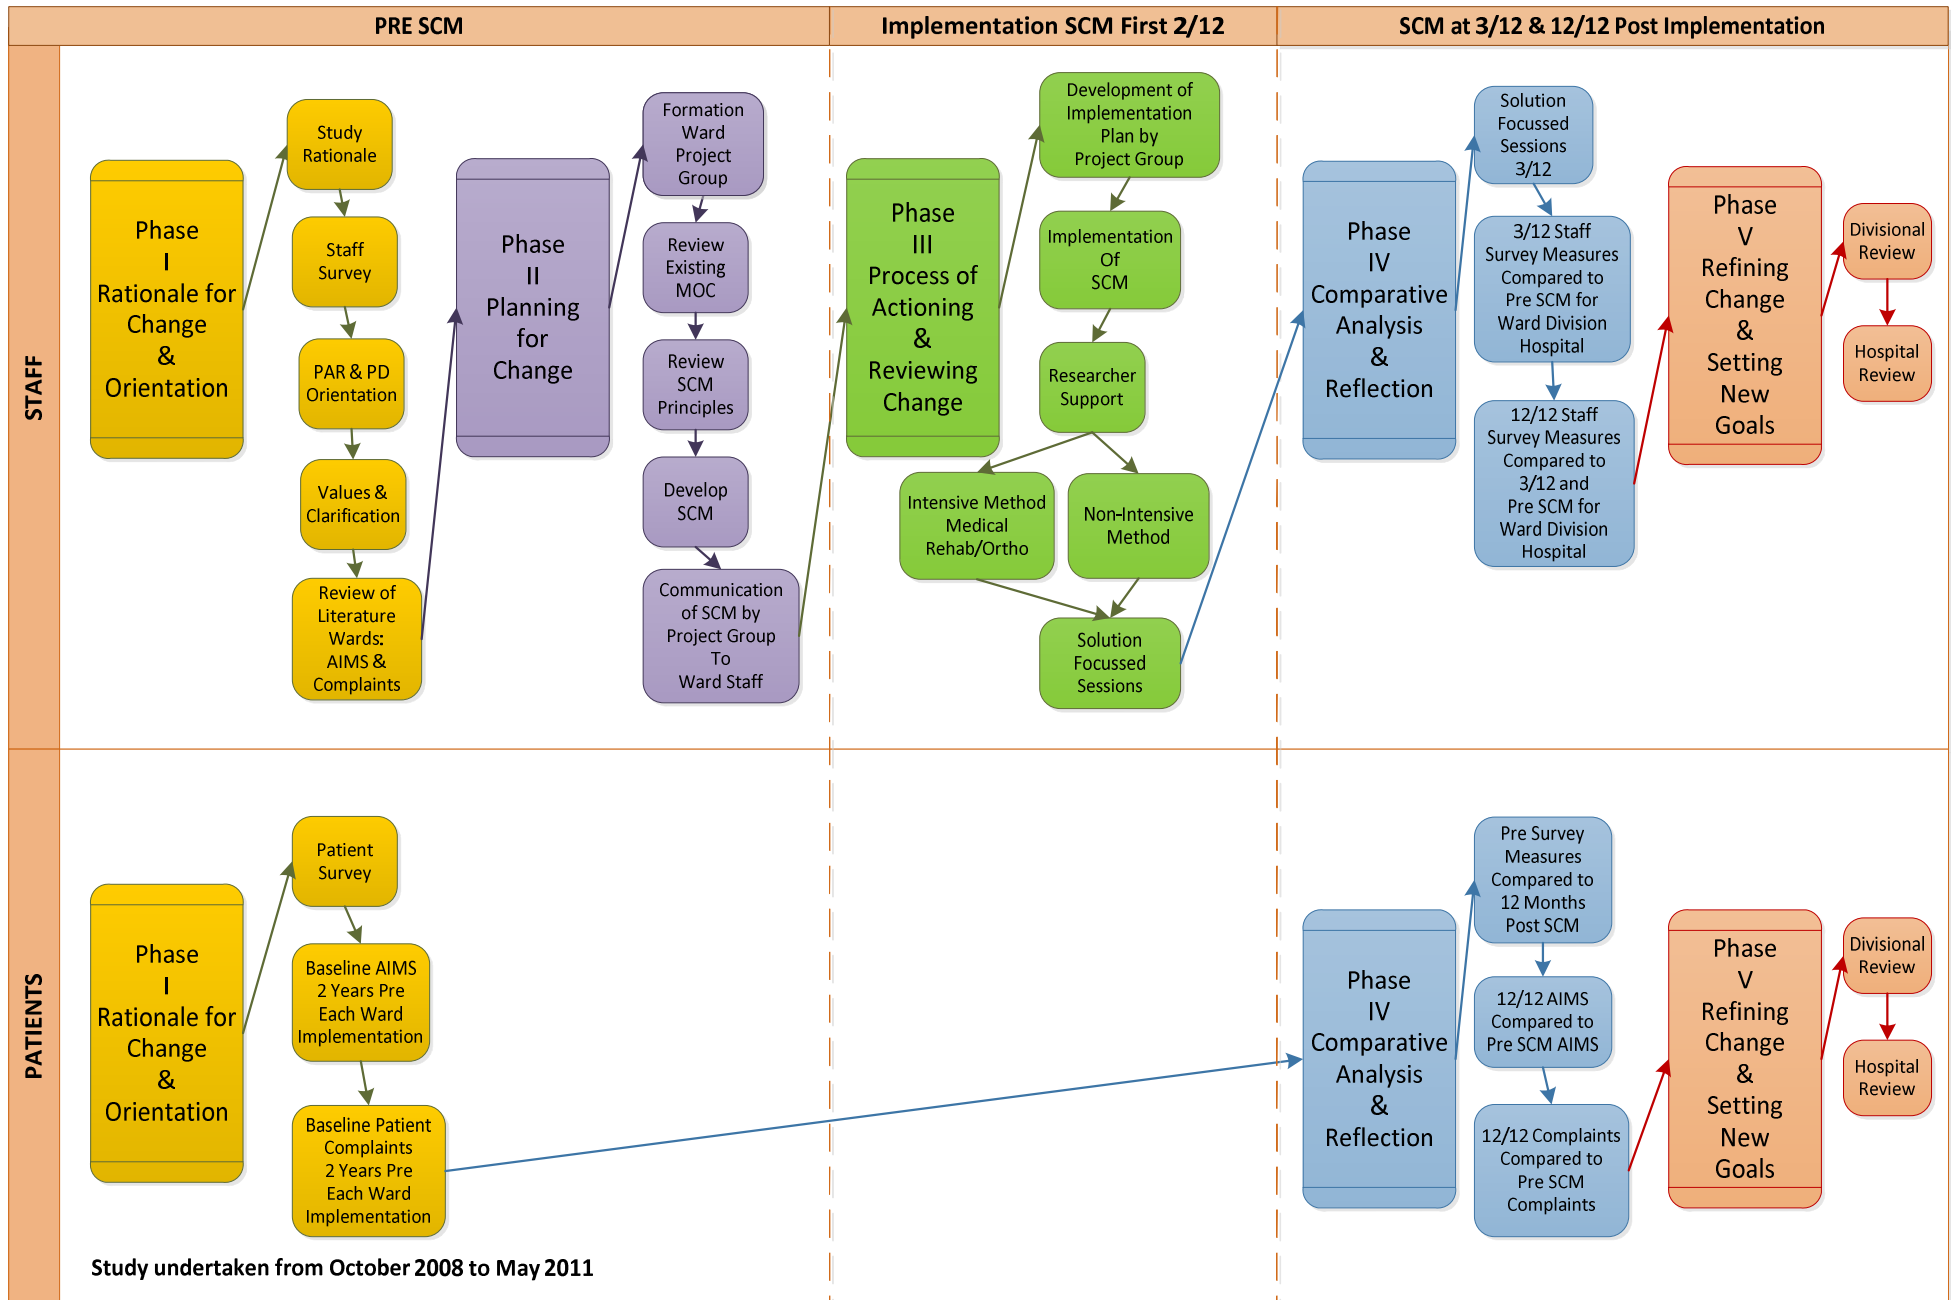 PRE SCM
Implementation SCM First 2/12
SCM at 3/12 & 12/12 Post Implementation
STAFF
Phase
I
Rationale for
Change
&
Orientation
Study
Rationale
Staff
Survey
PAR & PD
Orientation
Values &
Clarification
Review of
Literature
Wards:
AIMS &
Complaints
Phase
II
Planning
for
Change
Formation
Ward
Project
Group
Review
Existing
MOC
Review
SCM
Principles
Develop
SCM
Communication
of SCM by
Project Group
To
Ward Staff
Phase
III
Process of
Actioning
&
Reviewing
Change
Development of
Implementation
Plan by
Project Group
Implementation
Of
SCM
Researcher
Support
Intensive Method
Medical
Rehab/Ortho
Non-Intensive
Method
Solution
Focussed
Sessions
Phase
IV
Comparative
Analysis
&
Reflection
Solution
Focussed
Sessions
3/12
3/12 Staff
Survey Measures
Compared to
Pre SCM for
Ward Division
Hospital
12/12 Staff
Survey Measures
Compared to
3/12 and
Pre SCM for
Ward Division
Hospital
Phase
V
Refining
Change
&
Setting
New
Goals
Divisional
Review
Hospital
Review
PATIENTS
Phase
I
Rationale for
Change
&
Orientation
Patient
Survey
Baseline AIMS
2 Years Pre
Each Ward
Implementation
Baseline Patient
Complaints
2 Years Pre
Each Ward
Implementation
Phase
IV
Comparative
Analysis
&
Reflection
Pre Survey
Measures
Compared to
12 Months
Post SCM
12/12 AIMS
Compared to
Pre SCM AIMS
12/12 Complaints
Compared to
Pre SCM
Complaints
Phase
V
Refining
Change
&
Setting
New
Goals
Divisional
Review
Hospital
Review
Study undertaken from October 2008 to May 2011